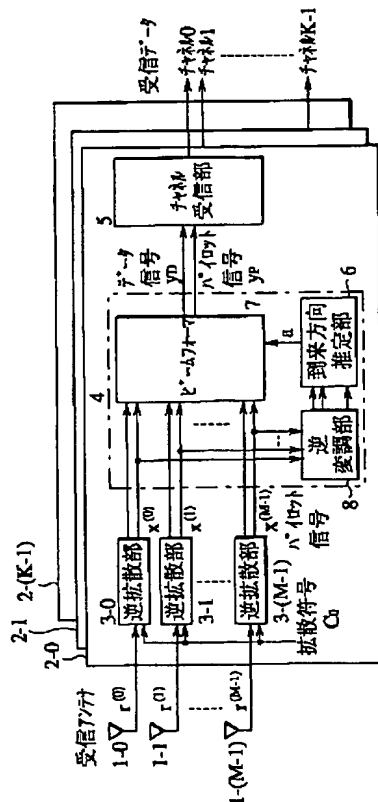 受信アンテナ
1-0
r(0)
1-1
r(1)
1-(M-1)
r(M-1)
2-(K-1)
2-1
2-0
3-0
逆拡散部
x(0)
逆拡散部
3-1
x(1)
逆拡散部
3-(M-1)
x(M-1)
拡散符号
C0
パイロット
信号
4
ビームフォーマ
7
逆
変調部
8
到来方向
推定部
6
a
データ
信号
yD
パイロット
信号
yP
5
チャネル
受信部
受信データ
チャネル0
チャネル1
チャネルK-1